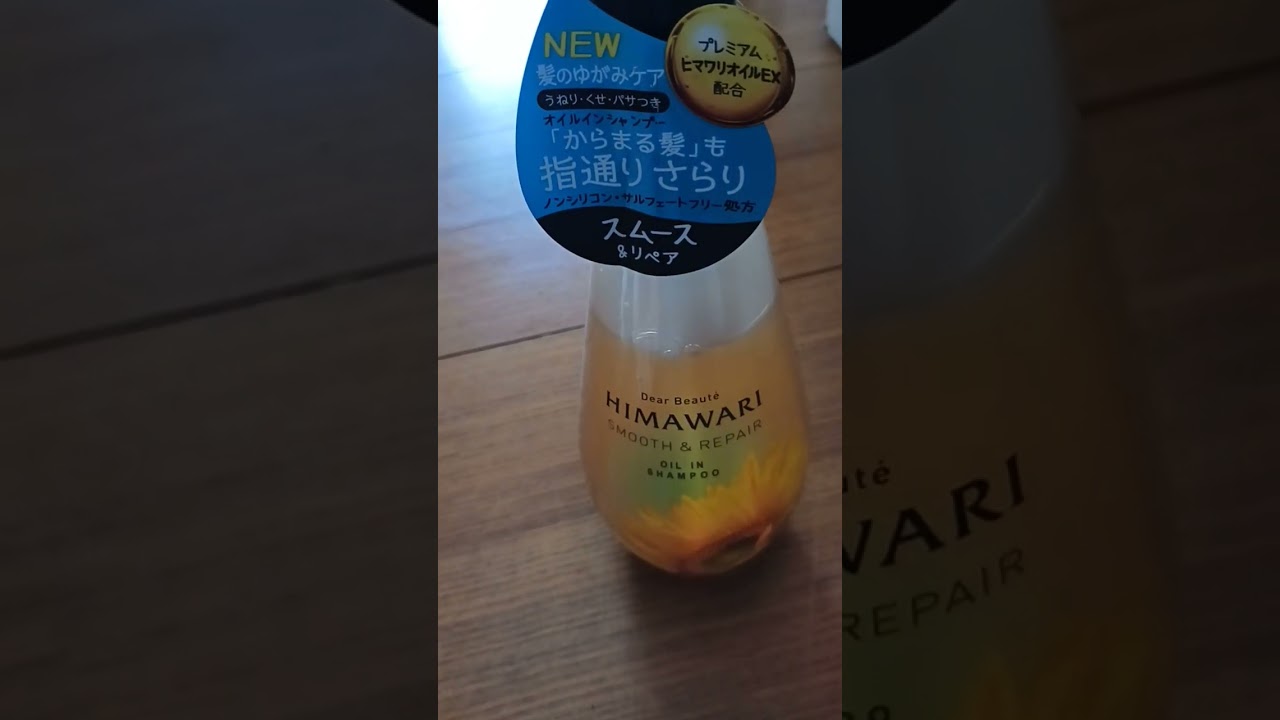 NEW
髪のゆがみケア
うねり・くせ・パサつき
オイルインシャンプー
「からまる髪」も
指通りさらり
ノンシリコン・サルフェートフリー処方
スムース
&リペア
プレミアム
ヒマワリオイルEX
配合
Dear Beauté
HIMAWARI
SMOOTH & REPAIR
OIL IN
SHAMPOO
uté
WARI
REPAIR